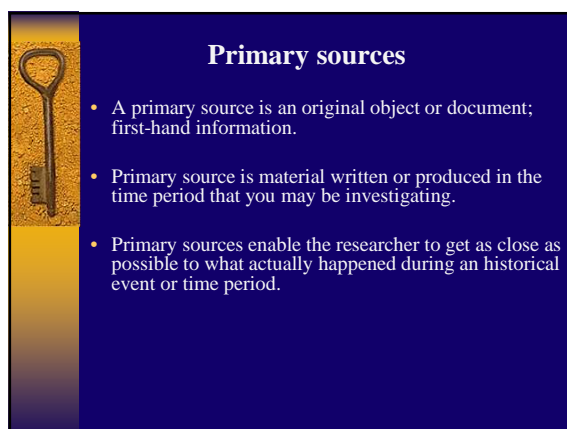 Primary sources
• A primary source is an original object or document;
first-hand information.
• Primary source is material written or produced in the
time period that you may be investigating.
• Primary sources enable the researcher to get as close as
possible to what actually happened during an historical
event or time period.